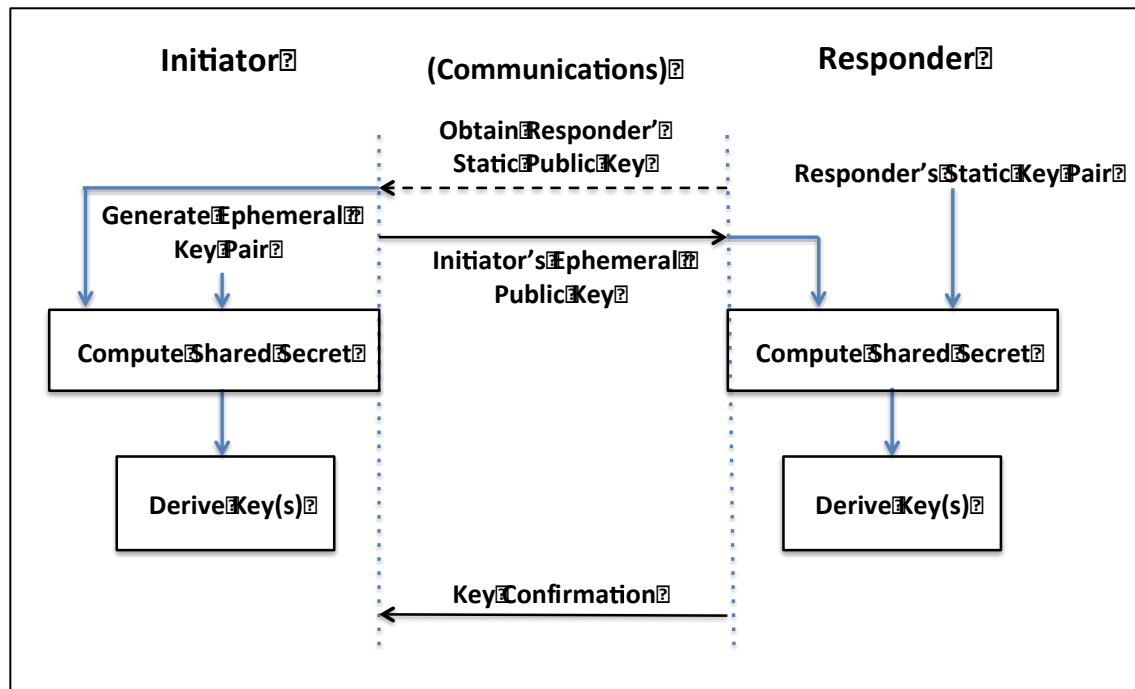 Initiator
(Communications)
Responder
Obtain Responder'
Static Public Key
Responder's Static Key Pair
Generate Ephemeral
Key Pair
Initiator's Ephemeral
Public Key
Compute Shared Secret
Compute Shared Secret
Derive Key(s)
Derive Key(s)
Key Confirmation